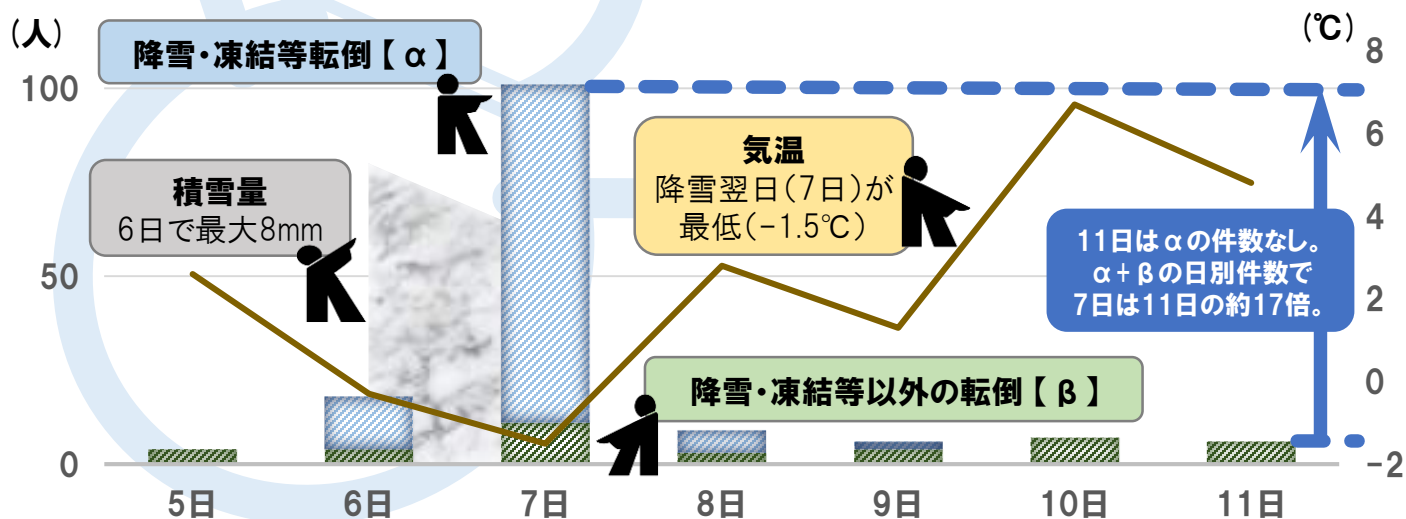 (人)
(℃)
降雪・凍結等転倒【α】
8
100
6
積雪量
6日で最大8mm
気温
降雪翌日(7日)が
最低(-1.5℃)
4
11日はαの件数なし。
α+βの日別件数で
7日は11日の約17倍。
50
2
降雪・凍結等以外の転倒【β】
0
0
-2
5日 6日 7日 8日 9日 10日 11日